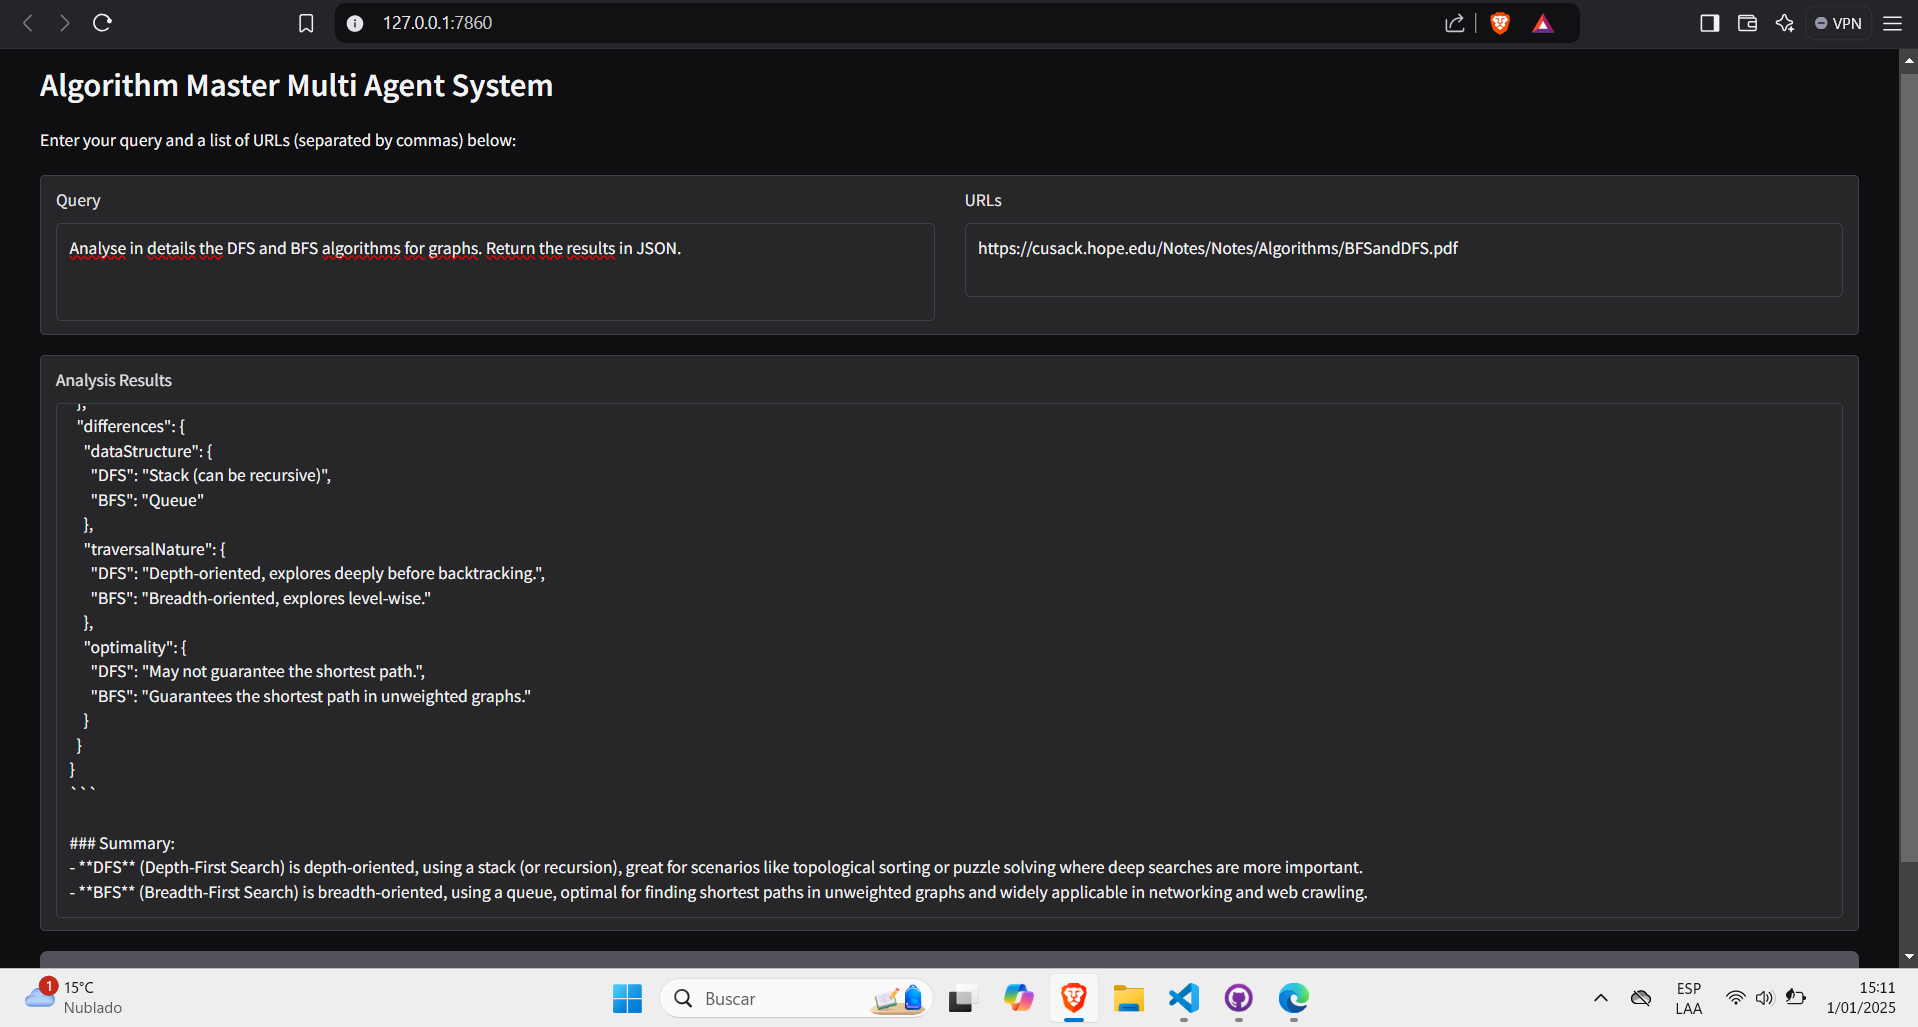 127.0.0.1:7860
VPN
Algorithm Master Multi Agent System
Enter your query and a list of URLs (separated by commas) below:
Query
URLs
Analyse in details the DFS and BFS algorithms for graphs. Return the results in JSON.
https://cusack.hope.edu/Notes/Notes/Algorithms/BFSandDFS.pdf
Analysis Results
},
"differences": {
"dataStructure": {
"DFS": "Stack (can be recursive)",
"BFS": "Queue"
},
"traversalNature": {
"DFS": "Depth-oriented, explores deeply before backtracking.",
"BFS": "Breadth-oriented, explores level-wise."
},
"optimality": {
"DFS": "May not guarantee the shortest path.",
"BFS": "Guarantees the shortest path in unweighted graphs."
}
}
}
```
### Summary:
- **DFS** (Depth-First Search) is depth-oriented, using a stack (or recursion), great for scenarios like topological sorting or puzzle solving where deep searches are more important.
- **BFS** (Breadth-First Search) is breadth-oriented, using a queue, optimal for finding shortest paths in unweighted graphs and widely applicable in networking and web crawling.
1
15°C
Nublado
Buscar
ESP
LAA
15:11
1/01/2025